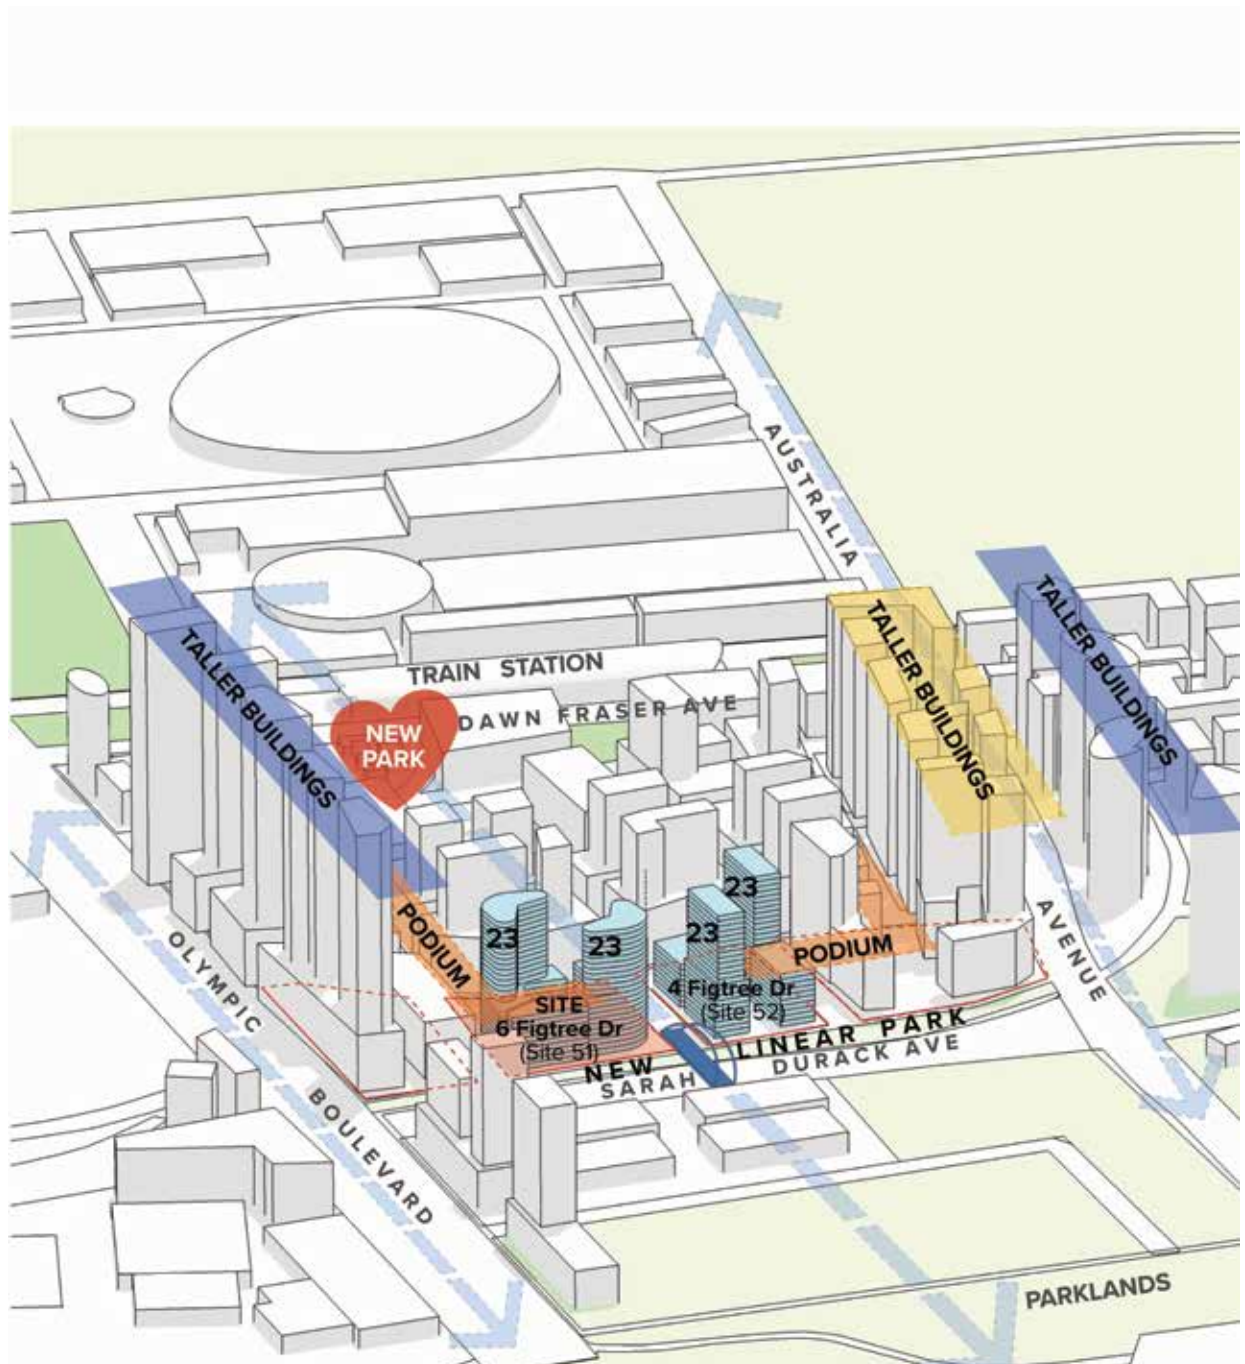 AUSTRALIA
TALLER BUILDINGS
TALLER BUILDINGS
TALLER BUILDINGS
TRAIN STATION
DAWN FRASER AVE
NEW
PARK
23
23
23
23
PODIUM
PODIUM
AVENUE
OLYMPIC
SITE
6 Figtree Dr
(Site 51)
4 Figtree Dr
(Site 52)
NEW LINEAR PARK
SARAH DURACK AVE
BOULEVARD
PARKLANDS